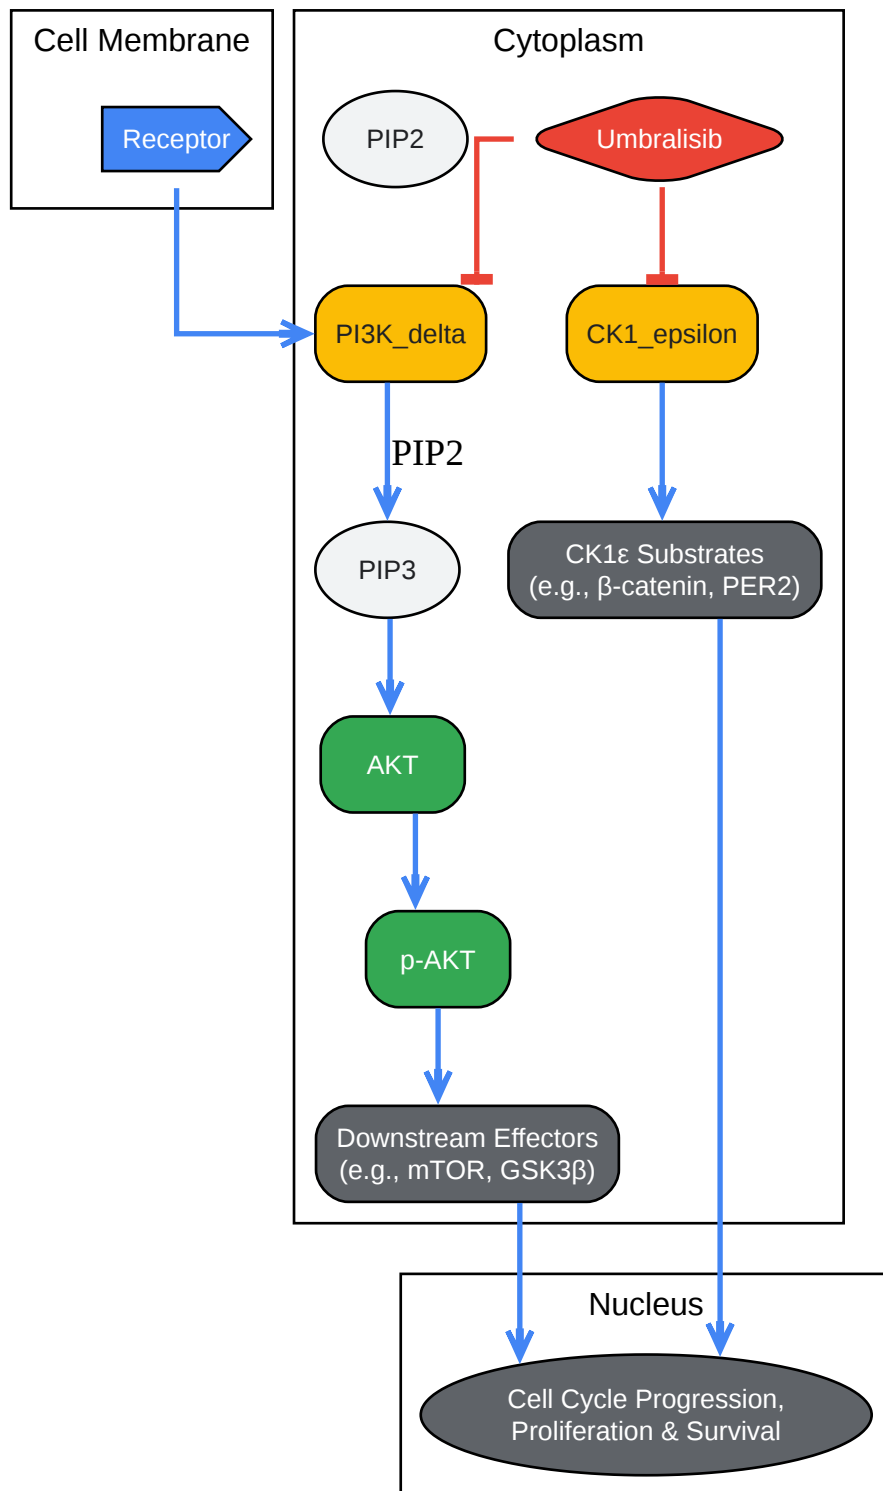 Cell Membrane
Cytoplasm
Receptor
PIP2
Umbralisib
PI3K_delta
CK1_epsilon
PIP2
PIP3
CK1ε Substrates
(e.g., β-catenin, PER2)
AKT
p-AKT
Downstream Effectors
(e.g., mTOR, GSK3β)
Nucleus
Cell Cycle Progression,
Proliferation & Survival